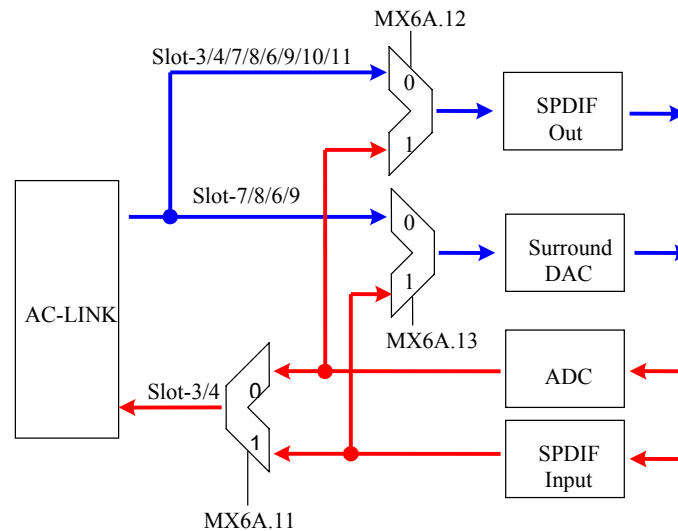 MX6A.12
Slot-3/4/7/8/6/9/10/11
0
1
SPDIF
Out
Slot-7/8/6/9
0
1
Surround
DAC
AC-LINK
MX6A.13
Slot-3/4
0
1
ADC
SPDIF
Input
MX6A.11